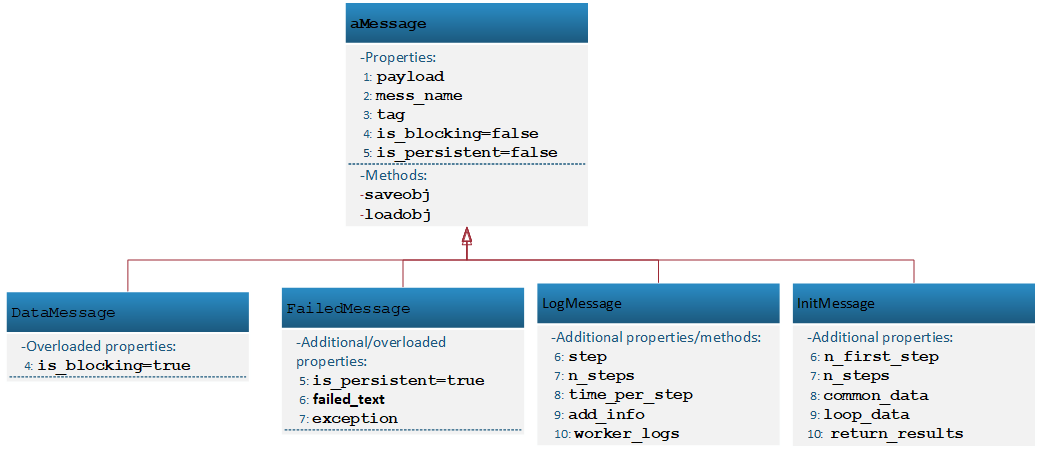 aMessage
-Properties:
1: payload
2: mess_name
3: tag
4: is_blocking=false
5: is_persistent=false
-Methods:
-saveobj
-loadobj
DataMessage
-Overloaded properties:
4: is_blocking=true
FailedMessage
-Additional/overloaded
properties:
5: is_persistent=true
6: failed_text
7: exception
LogMessage
-Additional properties/methods:
6: step
7: n_steps
8: time_per_step
9: add_info
10: worker_logs
InitMessage
-Additional properties:
6: n_first_step
7: n_steps
8: common_data
9: loop_data
10: return_results